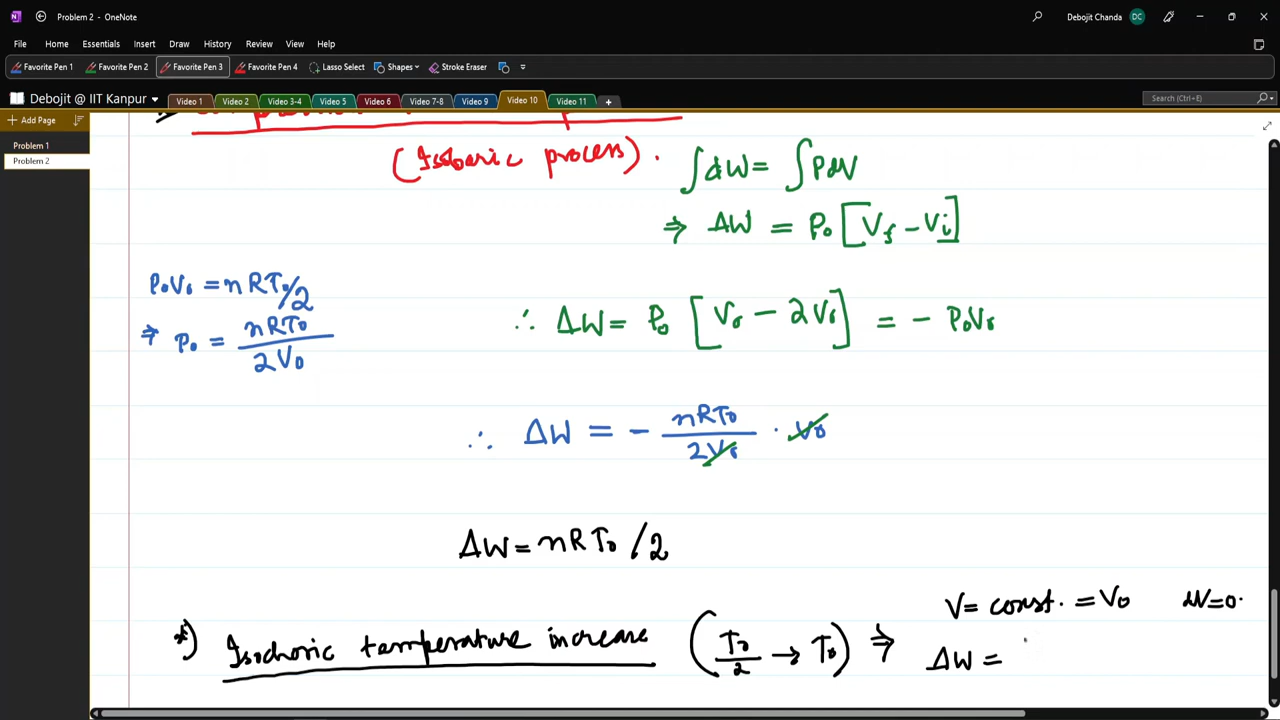 Problem 2 - OneNote
Debojit Chanda DC
File Home Essentials Insert Draw History Review View Help
Favorite Pen 1 Favorite Pen 2 Favorite Pen 3 Favorite Pen 4 Lasso Select Shapes Stroke Eraser
Debojit @ IIT Kanpur Video 1 Video 2 Video 3-4 Video 5 Video 6 Video 7-8 Video 9 Video 10 Video 11 +
Search (Ctrl+E)
+ Add Page
Problem 1
Problem 2
(Isobaric process).
∫dW = ∫PdV
⇒ ΔW = P₀ [V_f - V_i]
P₀V₀ = nRT₀/2
⇒ P₀ = nRT₀ / 2V₀
∴ ΔW = P₀ [V₀ - 2V₀] = - P₀V₀
∴ ΔW = - nRT₀ / 2V₀ · V₀
ΔW = nRT₀/2
*) Isochoric temperature increase (T₀/2 → T₀) ⇒
V = const. = V₀ dV=0.
ΔW =